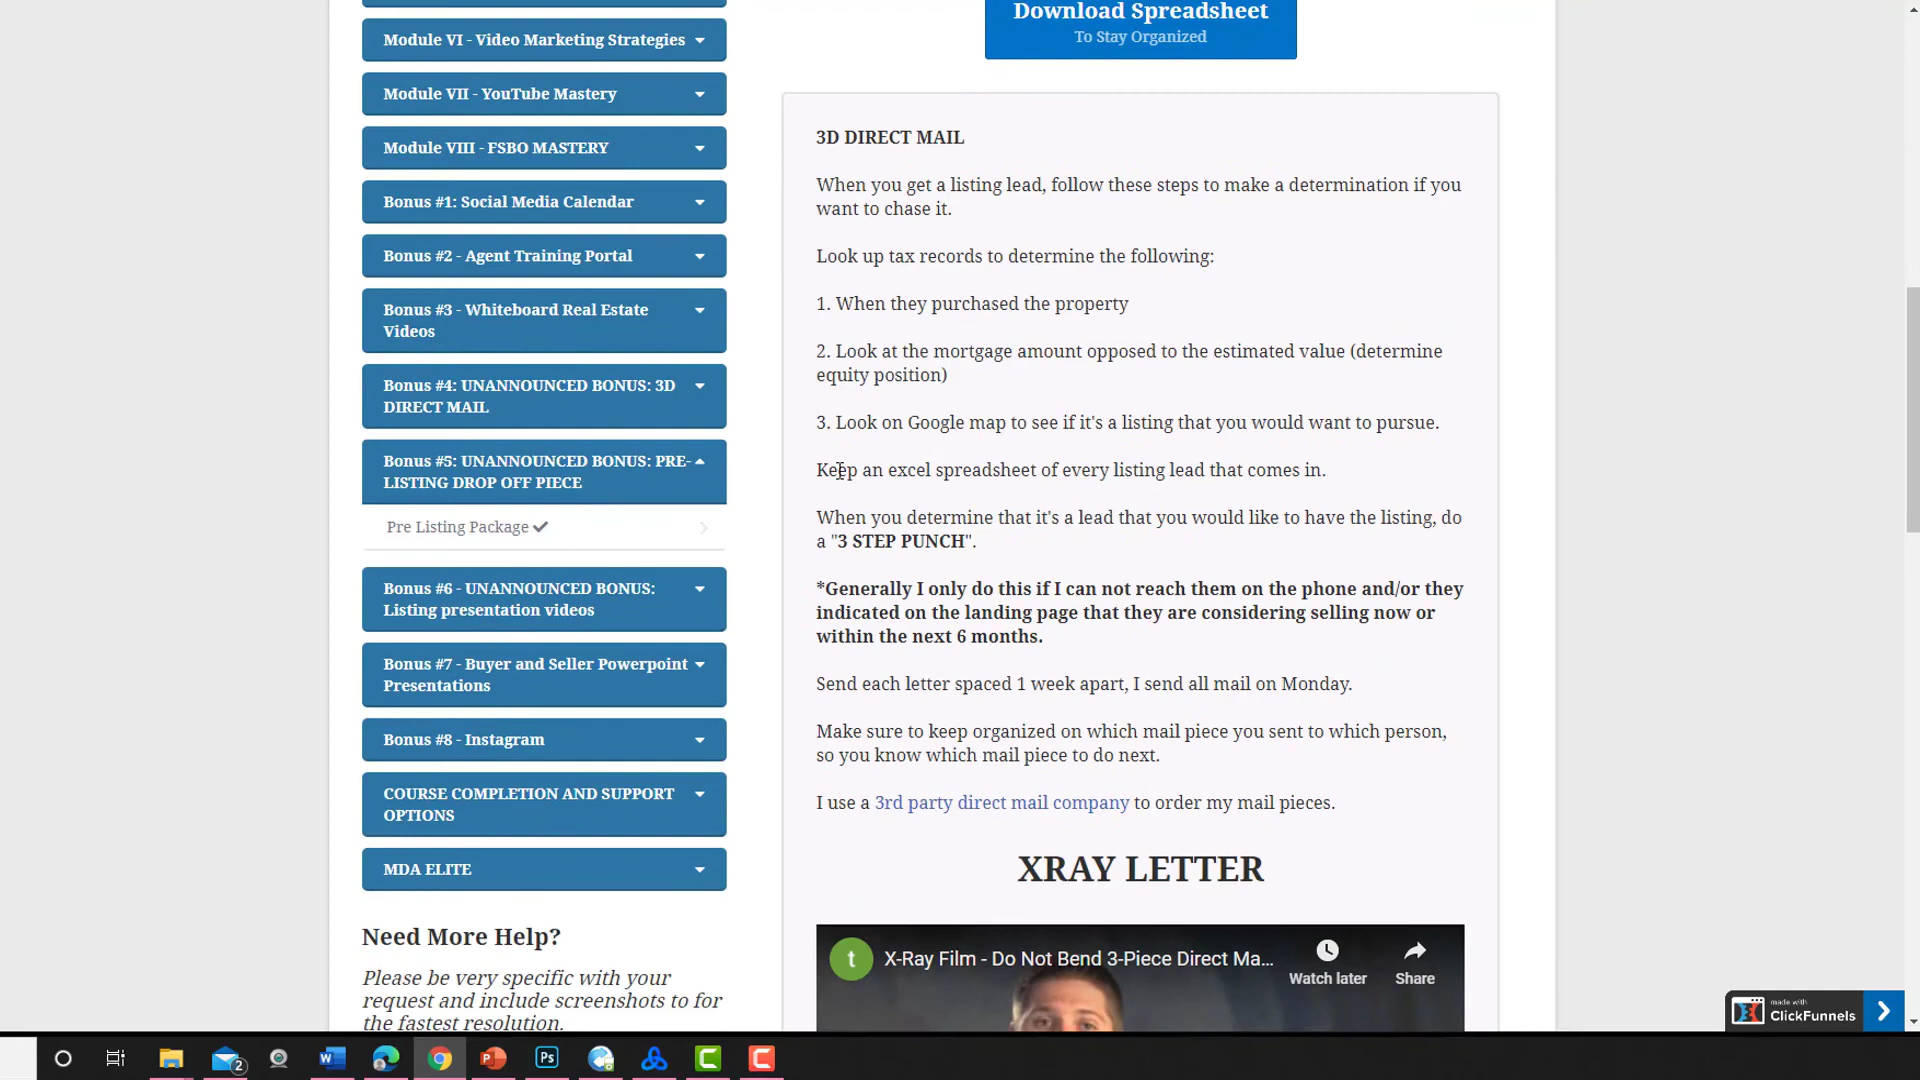 Module VI - Video Marketing Strategies
Module VII - YouTube Mastery
Module VIII - FSBO MASTERY
Bonus #1: Social Media Calendar
Bonus #2 - Agent Training Portal
Bonus #3 - Whiteboard Real Estate
Videos
Bonus #4: UNANNOUNCED BONUS: 3D
DIRECT MAIL
Bonus #5: UNANNOUNCED BONUS: PRE-
LISTING DROP OFF PIECE
Pre Listing Package
Bonus #6 - UNANNOUNCED BONUS:
Listing presentation videos
Bonus #7 - Buyer and Seller Powerpoint
Presentations
Bonus #8 - Instagram
COURSE COMPLETION AND SUPPORT
OPTIONS
MDA ELITE
Need More Help?
Please be very specific with your
request and include screenshots to for
the fastest resolution.
Download Spreadsheet
To Stay Organized
3D DIRECT MAIL
When you get a listing lead, follow these steps to make a determination if you
want to chase it.
Look up tax records to determine the following:
1. When they purchased the property
2. Look at the mortgage amount opposed to the estimated value (determine
equity position)
3. Look on Google map to see if it's a listing that you would want to pursue.
Keep an excel spreadsheet of every listing lead that comes in.
When you determine that it's a lead that you would like to have the listing, do
a "3 STEP PUNCH".
*Generally I only do this if I can not reach them on the phone and/or they
indicated on the landing page that they are considering selling now or
within the next 6 months.
Send each letter spaced 1 week apart, I send all mail on Monday.
Make sure to keep organized on which mail piece you sent to which person,
so you know which mail piece to do next.
I use a 3rd party direct mail company to order my mail pieces.
XRAY LETTER
t
X-Ray Film - Do Not Bend 3-Piece Direct Ma...
Watch later
Share
made with
ClickFunnels
2
W
P
Ps
C
C